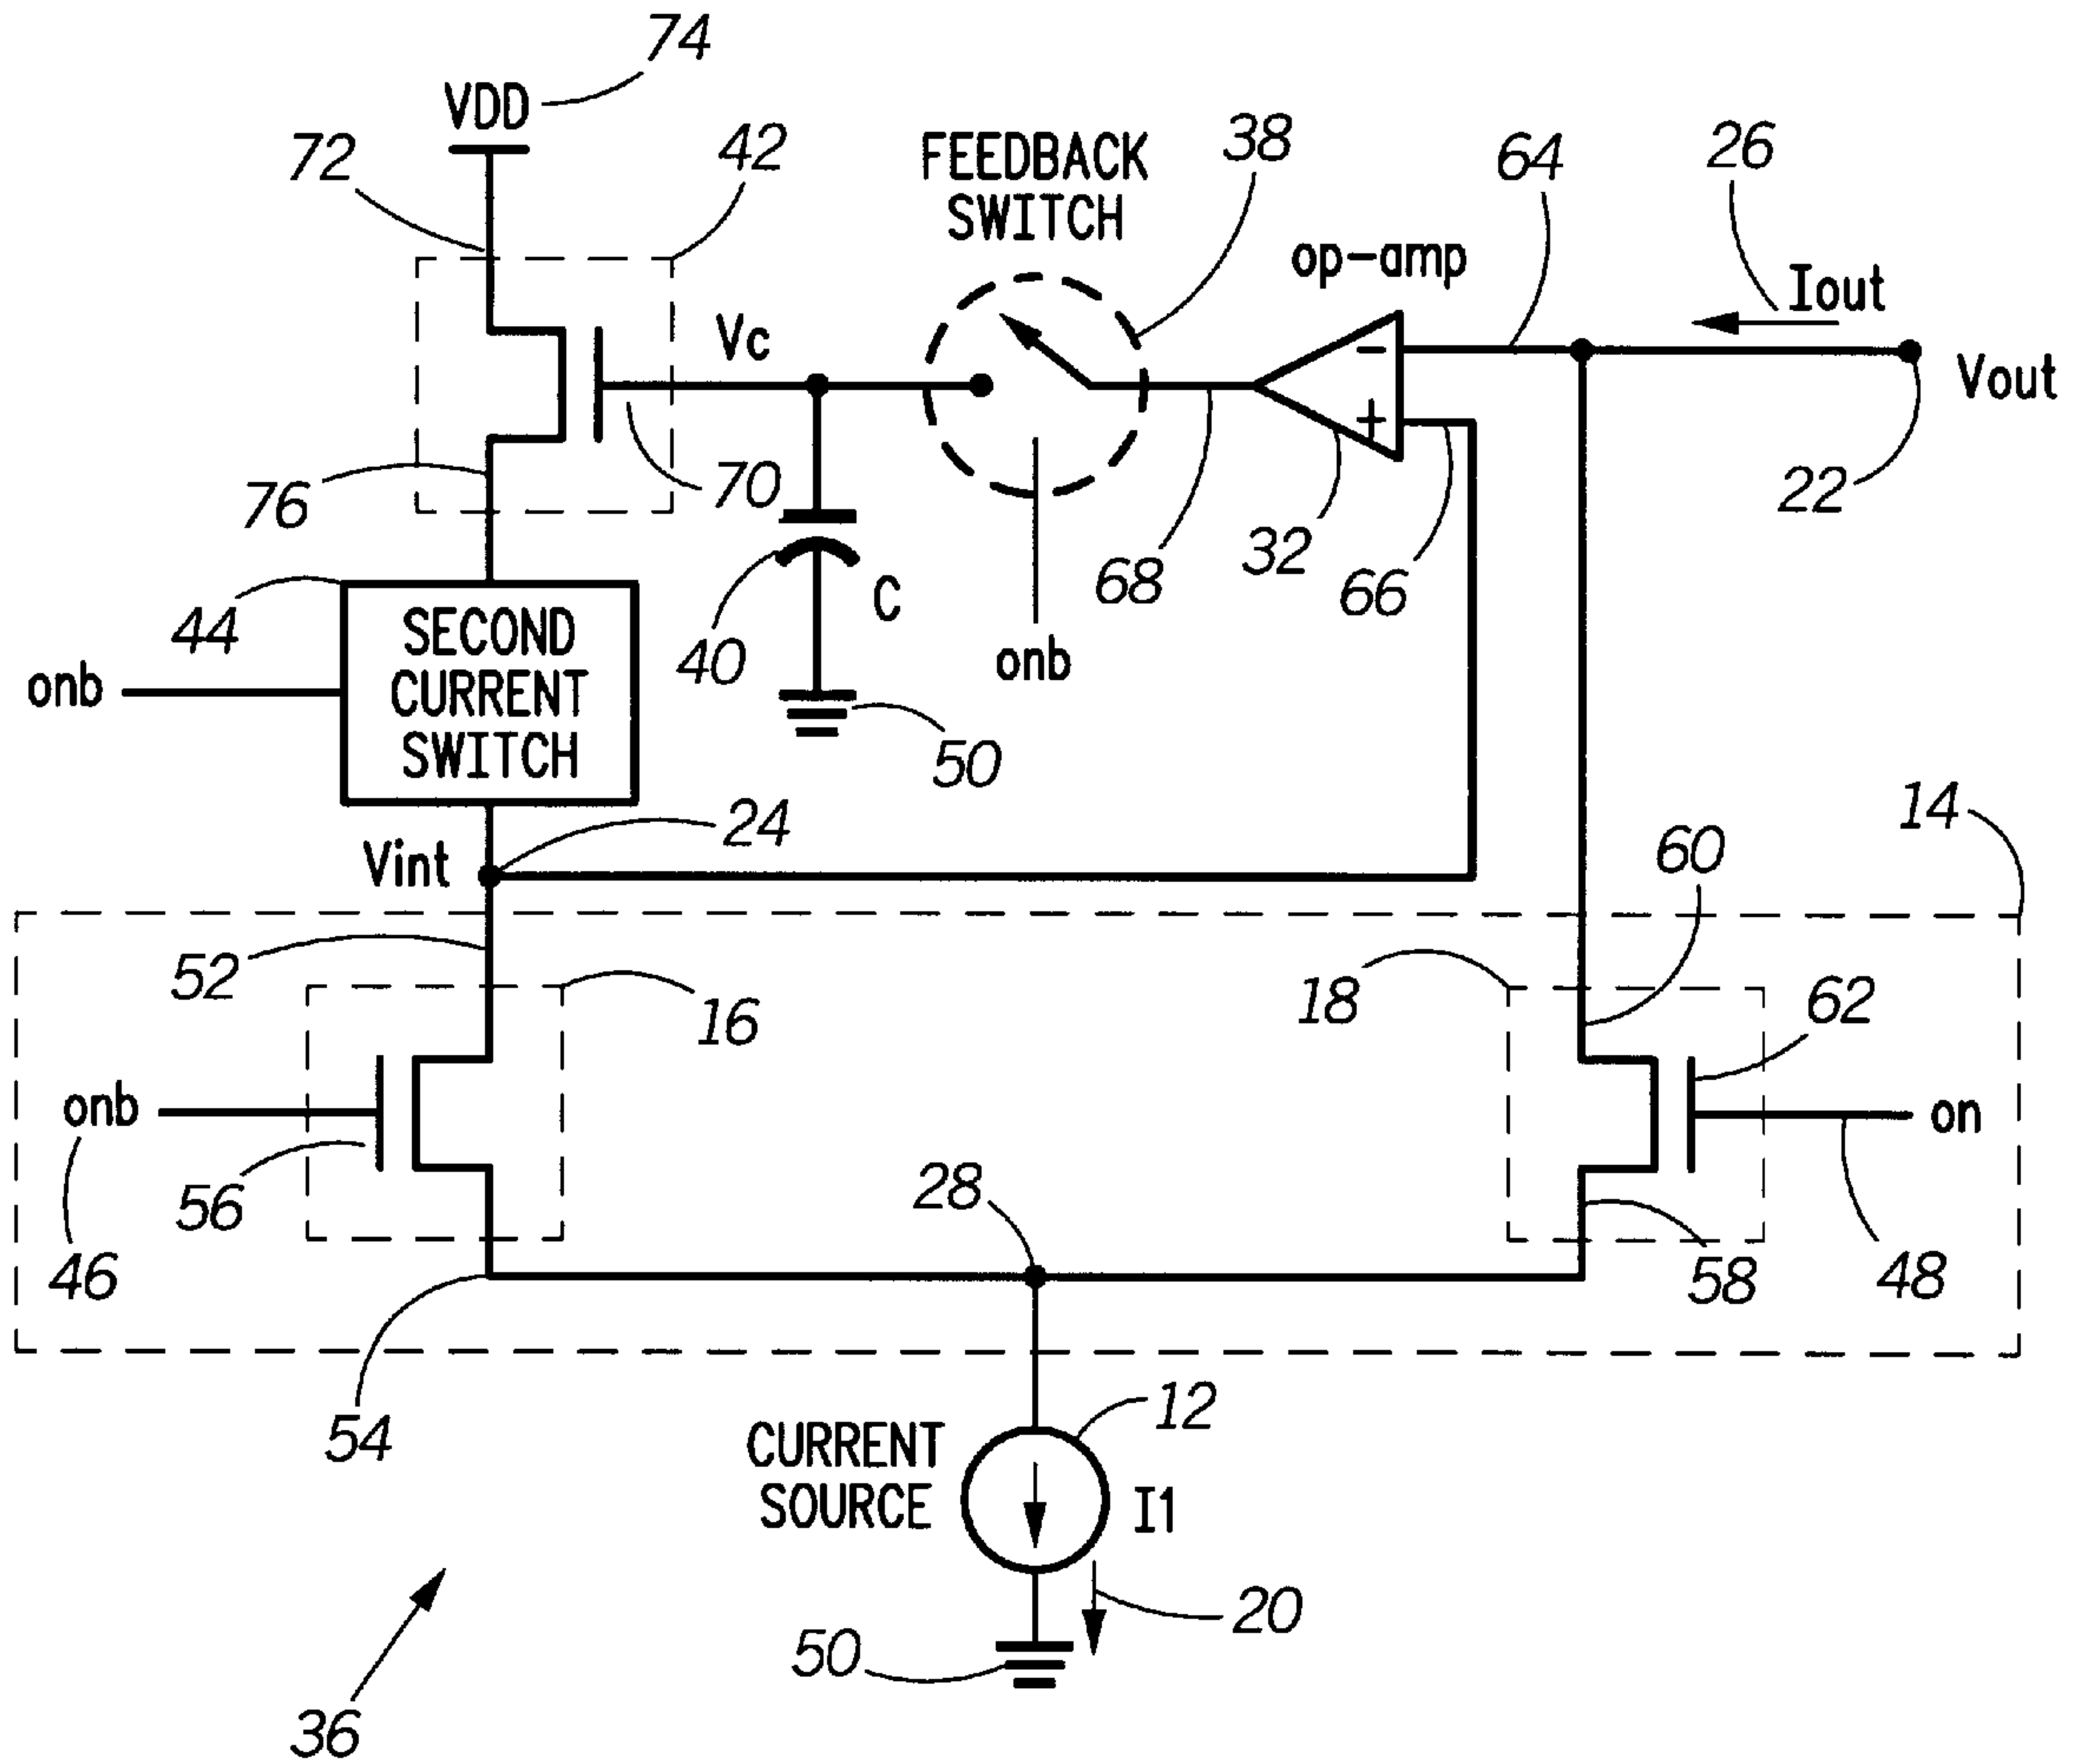 74
VDD
72
42
FEEDBACK
SWITCH
38
64
26
op-amp
Iout
Vc
-
+
Vout
76
70
22
44
SECOND
CURRENT
SWITCH
40
C
68
32
66
onb
onb
50
24
14
Vint
60
52
16
18
62
onb
on
56
28
46
58
48
54
12
CURRENT
SOURCE
I1
20
50
36